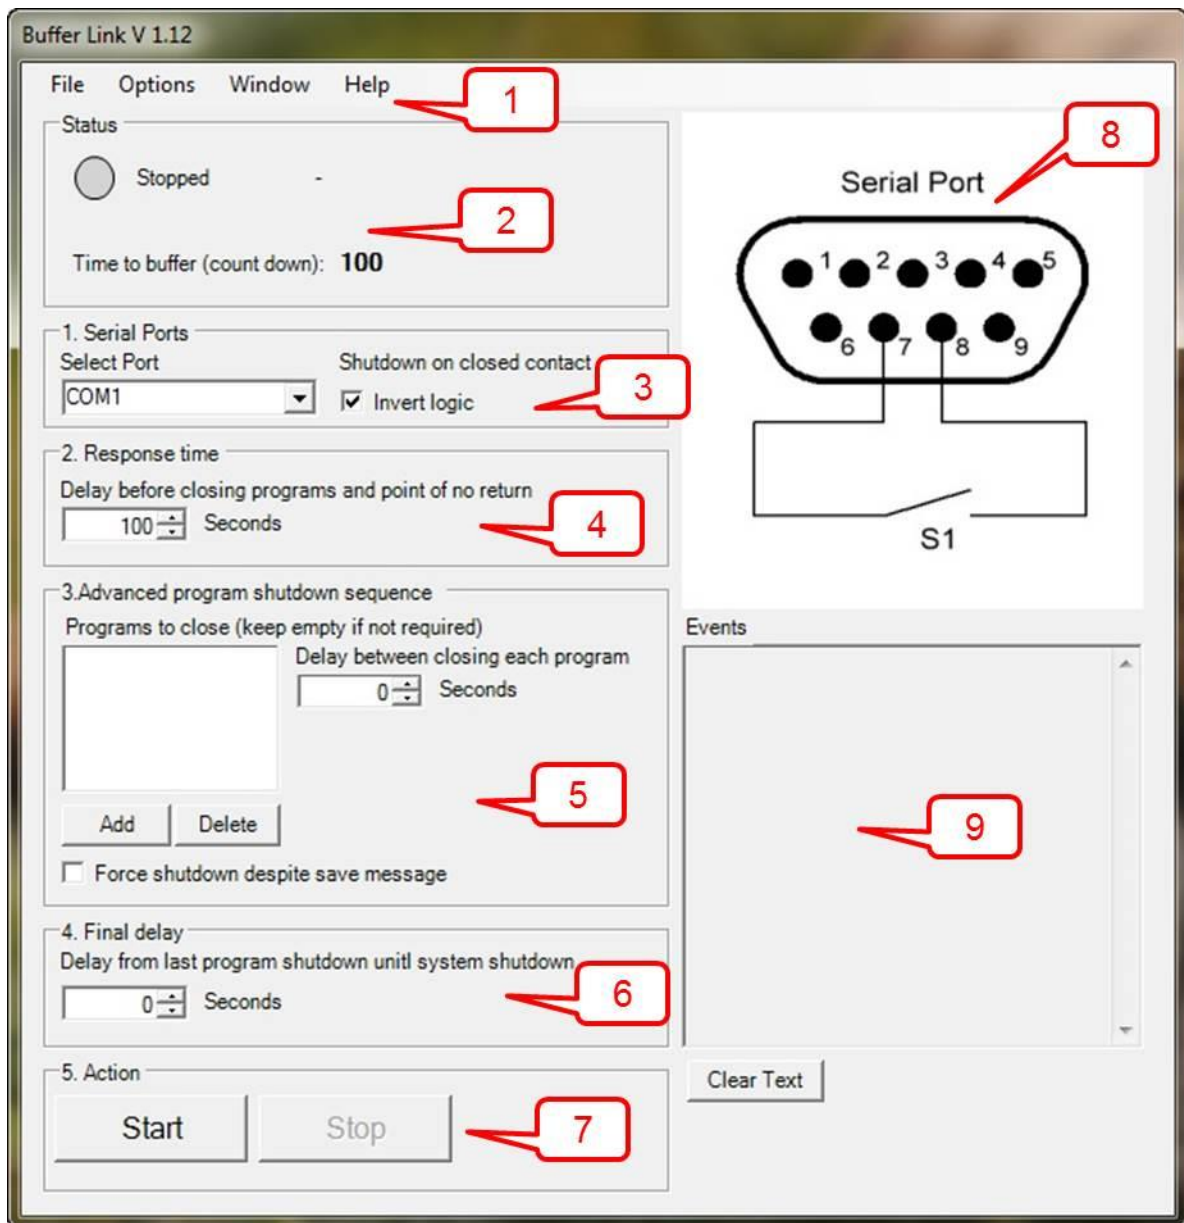 Buffer Link V 1.12
File Options Window Help
1
Status
Stopped -
2
Time to buffer (count down): 100
1. Serial Ports
Select Port Shutdown on closed contact
COM1 Invert logic
3
2. Response time
Delay before closing programs and point of no return
100 Seconds
4
3.Advanced program shutdown sequence
Programs to close (keep empty if not required)
Delay between closing each program
0 Seconds
5
Add Delete
Force shutdown despite save message
4. Final delay
Delay from last program shutdown unitl system shutdown
0 Seconds
6
5. Action
Start Stop
7
8
Serial Port
1 2 3 4 5
6 7 8 9
S1
Events
9
Clear Text